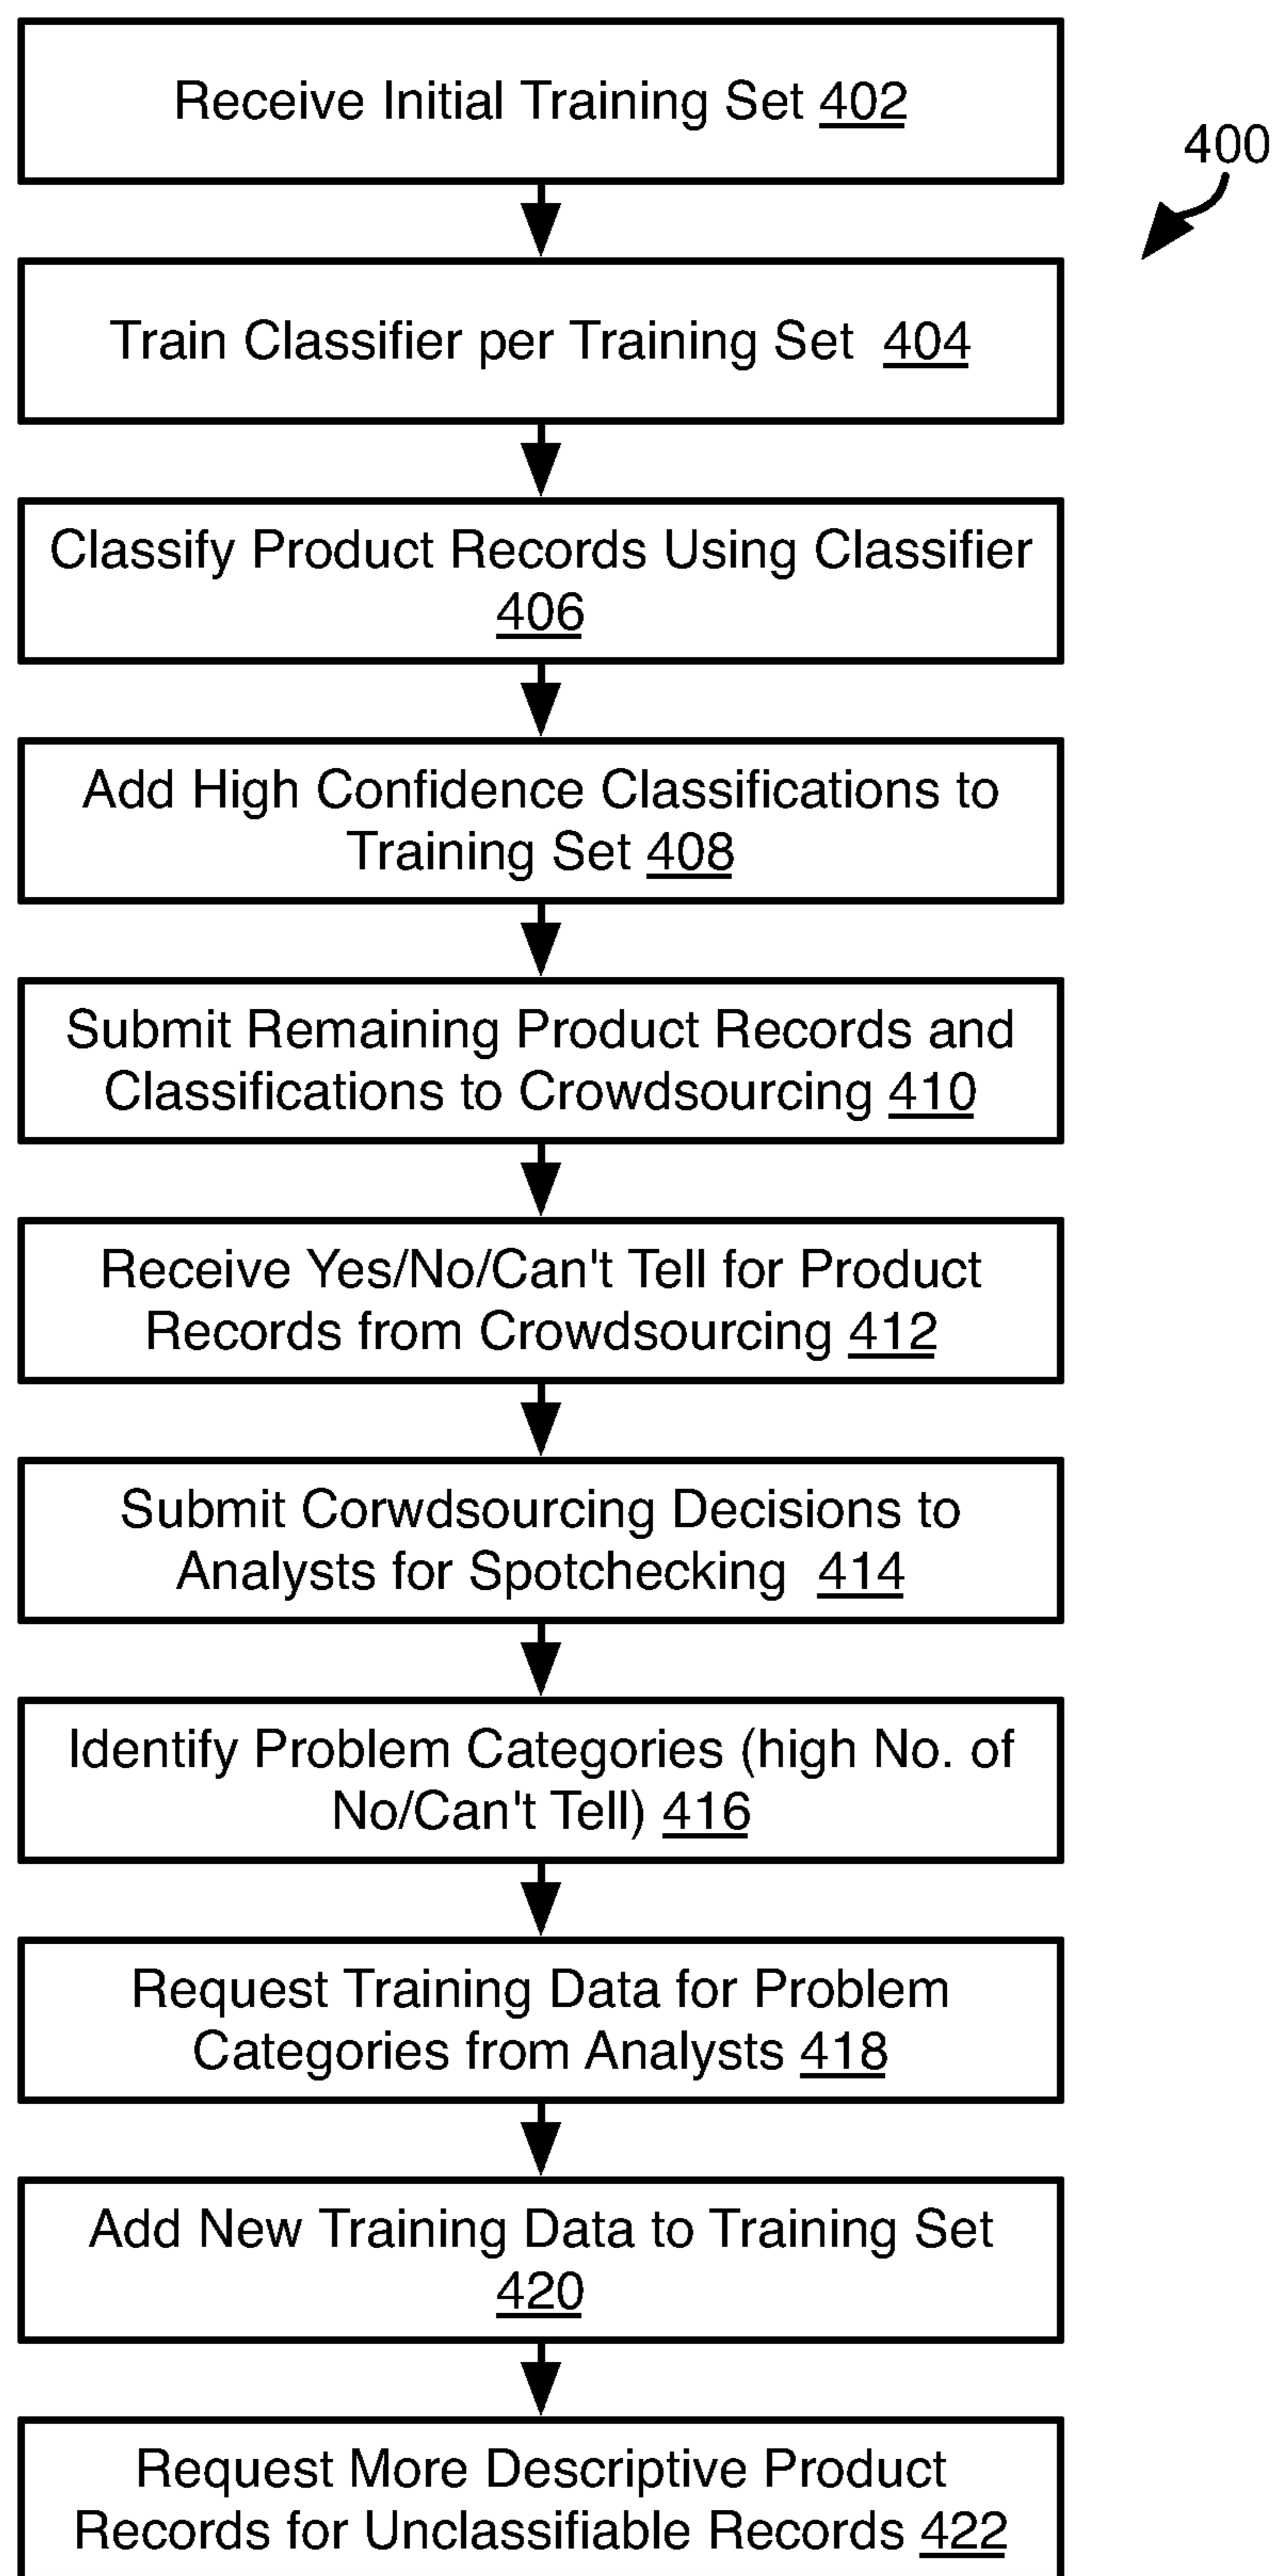 Receive Initial Training Set 402
400
Train Classifier per Training Set 404
Classify Product Records Using Classifier
406
Add High Confidence Classifications to
Training Set 408
Submit Remaining Product Records and
Classifications to Crowdsourcing 410
Receive Yes/No/Can't Tell for Product
Records from Crowdsourcing 412
Submit Corwdsourcing Decisions to
Analysts for Spotchecking 414
Identify Problem Categories (high No. of
No/Can't Tell) 416
Request Training Data for Problem
Categories from Analysts 418
Add New Training Data to Training Set
420
Request More Descriptive Product
Records for Unclassifiable Records 422